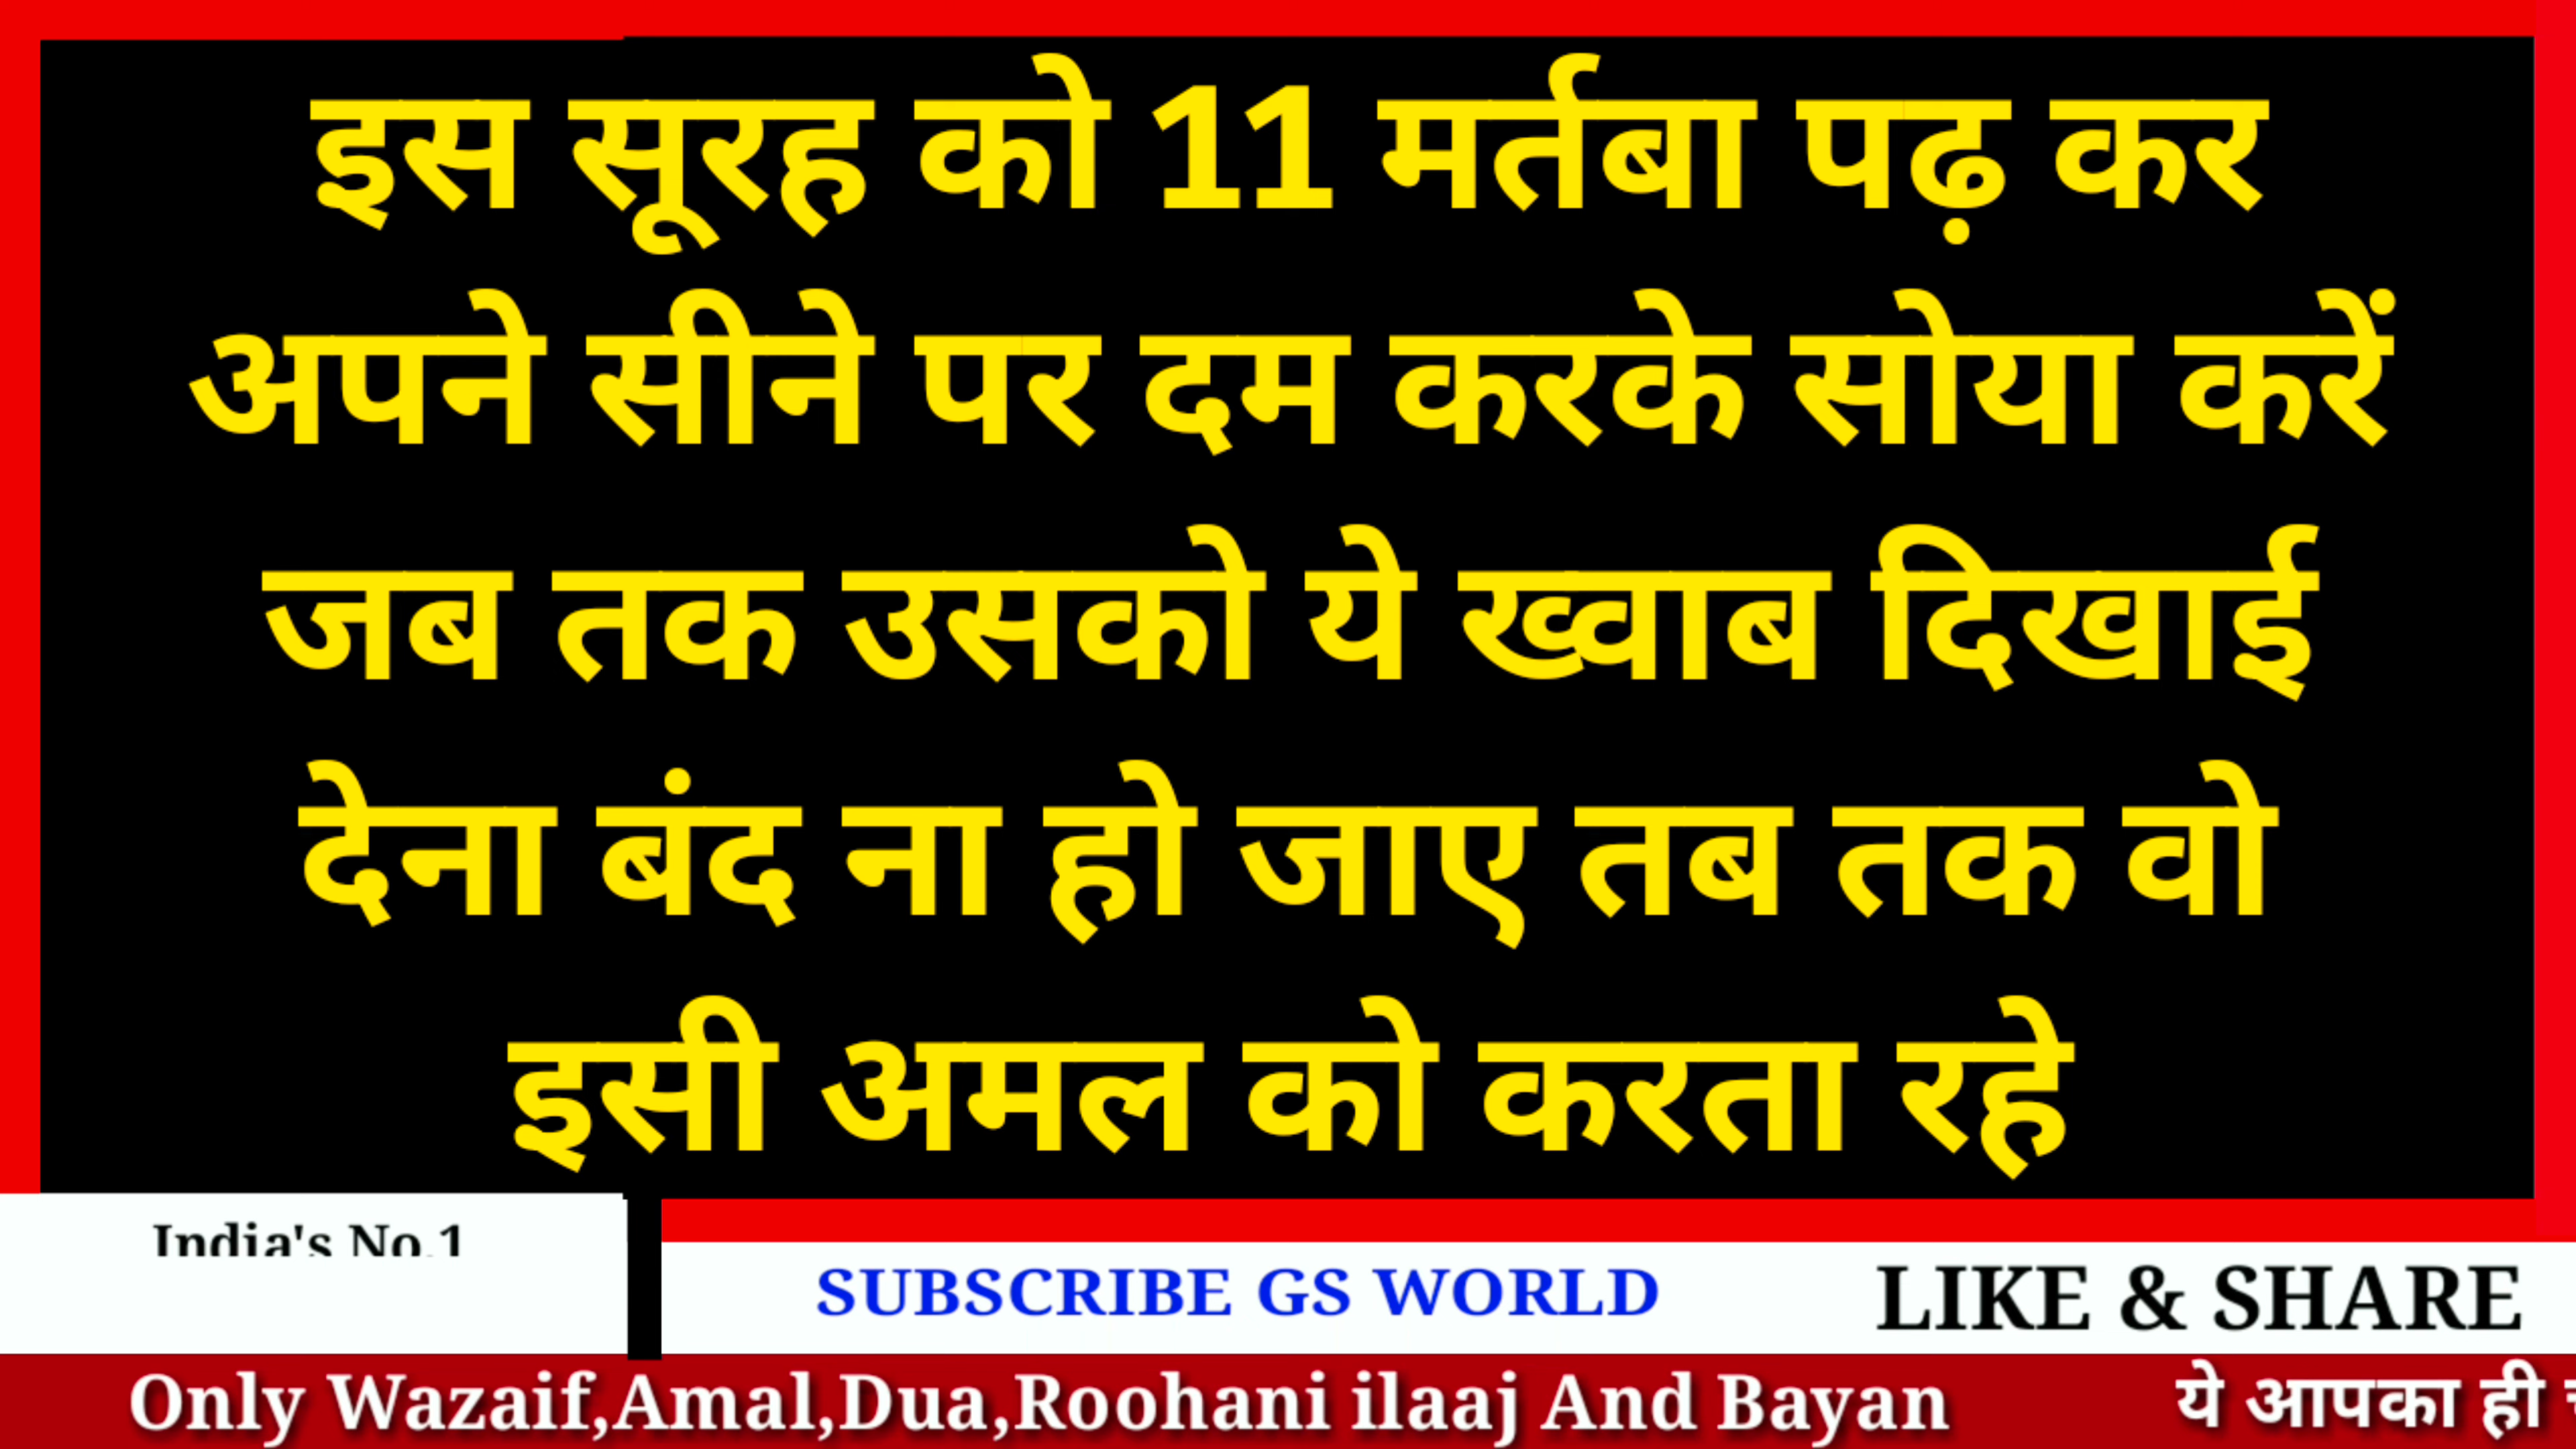 इस सूरह को 11 मर्तबा पढ़ कर
अपने सीने पर दम करके सोया करें
जब तक उसको ये ख्वाब दिखाई
देना बंद ना हो जाए तब तक वो
इसी अमल को करता रहे
India's No.1
SUBSCRIBE GS WORLD
LIKE & SHARE
Only Wazaif,Amal,Dua,Roohani ilaaj And Bayan
ये आपका ही